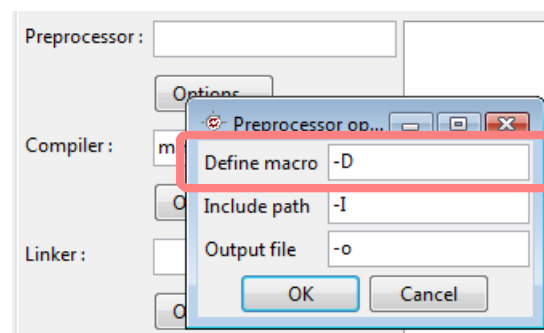 Preprocessor :
Options...
Preprocessor op...
Compiler :
m
Define macro -D
O
Include path -I
Linker :
Output file -o
OK Cancel
O